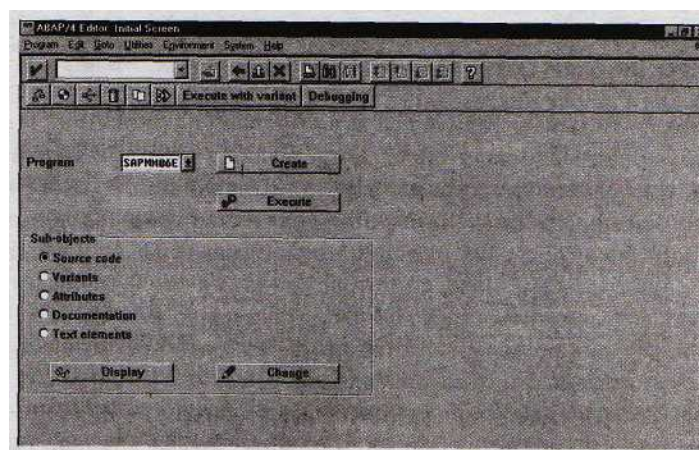 ABAP/4 Editor: Initial Screen
Program Edit Goto Utilities Environment System Help
Execute with variant Debugging
Program SAPMM06E Create
Execute
Sub-objects
Source code
Variants
Attributes
Documentation
Text elements
Display Change